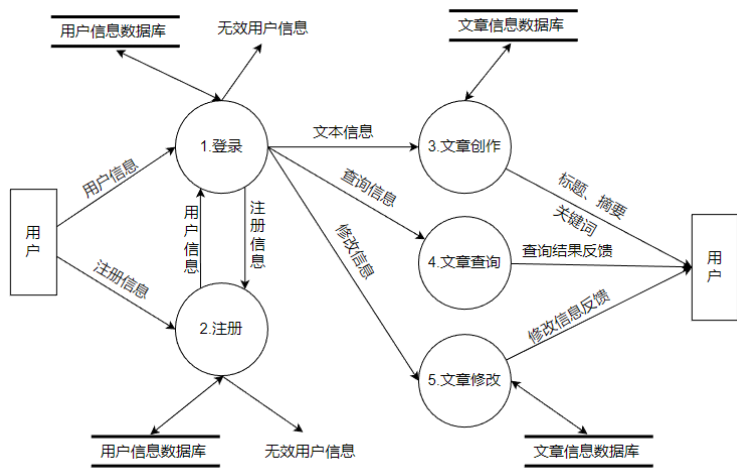 用户信息数据库
无效用户信息
文章信息数据库
1.登录
文本信息
3.文章创作
用户信息
查询信息
标题、摘要
关键词
用户
注册信息
用户信息
注册信息
修改信息
4.文章查询
查询结果反馈
用户
2.注册
修改信息反馈
5.文章修改
用户信息数据库
无效用户信息
文章信息数据库